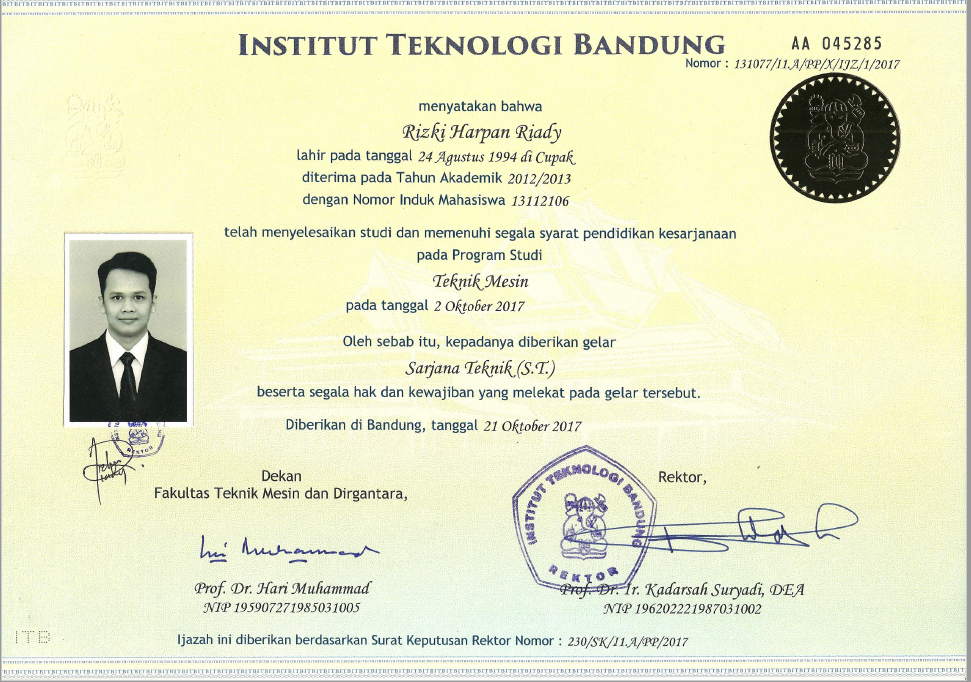 INSTITUT TEKNOLOGI BANDUNG
AA 045285
Nomor : 131077/I1.A/PP/X/IJZ/1/2017
menyatakan bahwa
Rizki Harpan Riady
lahir pada tanggal 24 Agustus 1994 di Cupak
diterima pada Tahun Akademik 2012/2013
dengan Nomor Induk Mahasiswa 13112106
telah menyelesaikan studi dan memenuhi segala syarat pendidikan kesarjanaan
pada Program Studi
Teknik Mesin
pada tanggal 2 Oktober 2017
Oleh sebab itu, kepadanya diberikan gelar
Sarjana Teknik (S.T.)
beserta segala hak dan kewajiban yang melekat pada gelar tersebut.
Diberikan di Bandung, tanggal 21 Oktober 2017
Dekan
Fakultas Teknik Mesin dan Dirgantara,
Rektor,
INSTITUT TEKNOLOGI BANDUNG
REKTOR
Prof. Dr. Hari Muhammad
NIP 195907271985031005
Prof. Dr. Ir. Kadarsah Suryadi, DEA
NIP 196202221987031002
ITB
Ijazah ini diberikan berdasarkan Surat Keputusan Rektor Nomor : 230/SK/I1.A/PP/2017